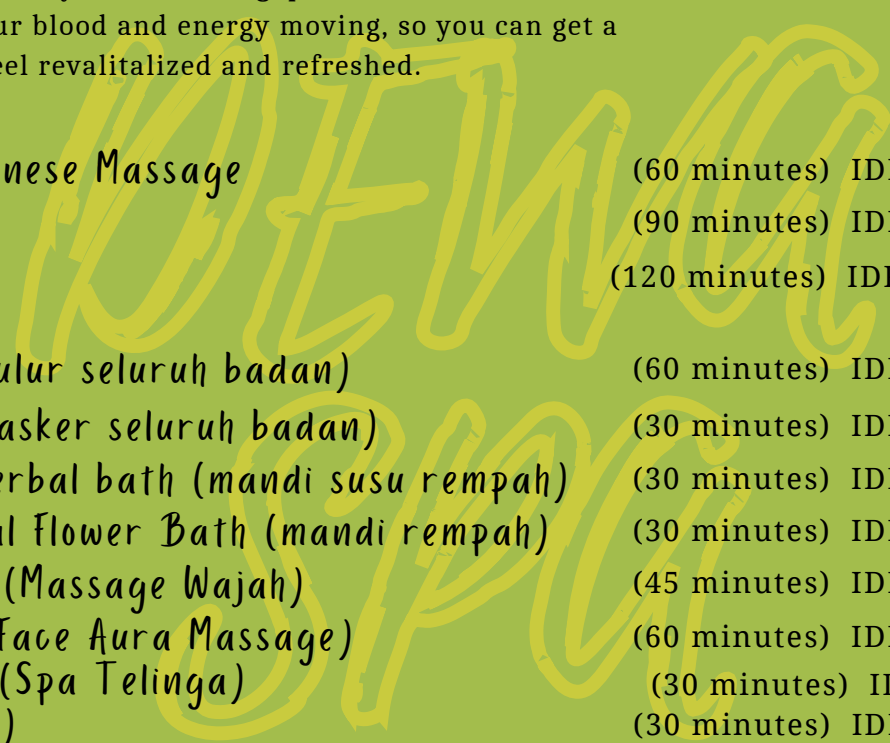 ur blood and energy moving, so you can get a
eel revalitalized and refreshed.
nese Massage (60 minutes) ID
(90 minutes) ID
(120 minutes) ID
ulur seluruh badan) (60 minutes) ID
asker seluruh badan) (30 minutes) ID
erbal bath (mandi susu rempah) (30 minutes) ID
al Flower Bath (mandi rempah) (30 minutes) ID
(Massage Wajah) (45 minutes) ID
Face Aura Massage) (60 minutes) ID
(Spa Telinga) (30 minutes) I
) (30 minutes) ID
DEWA
SPA